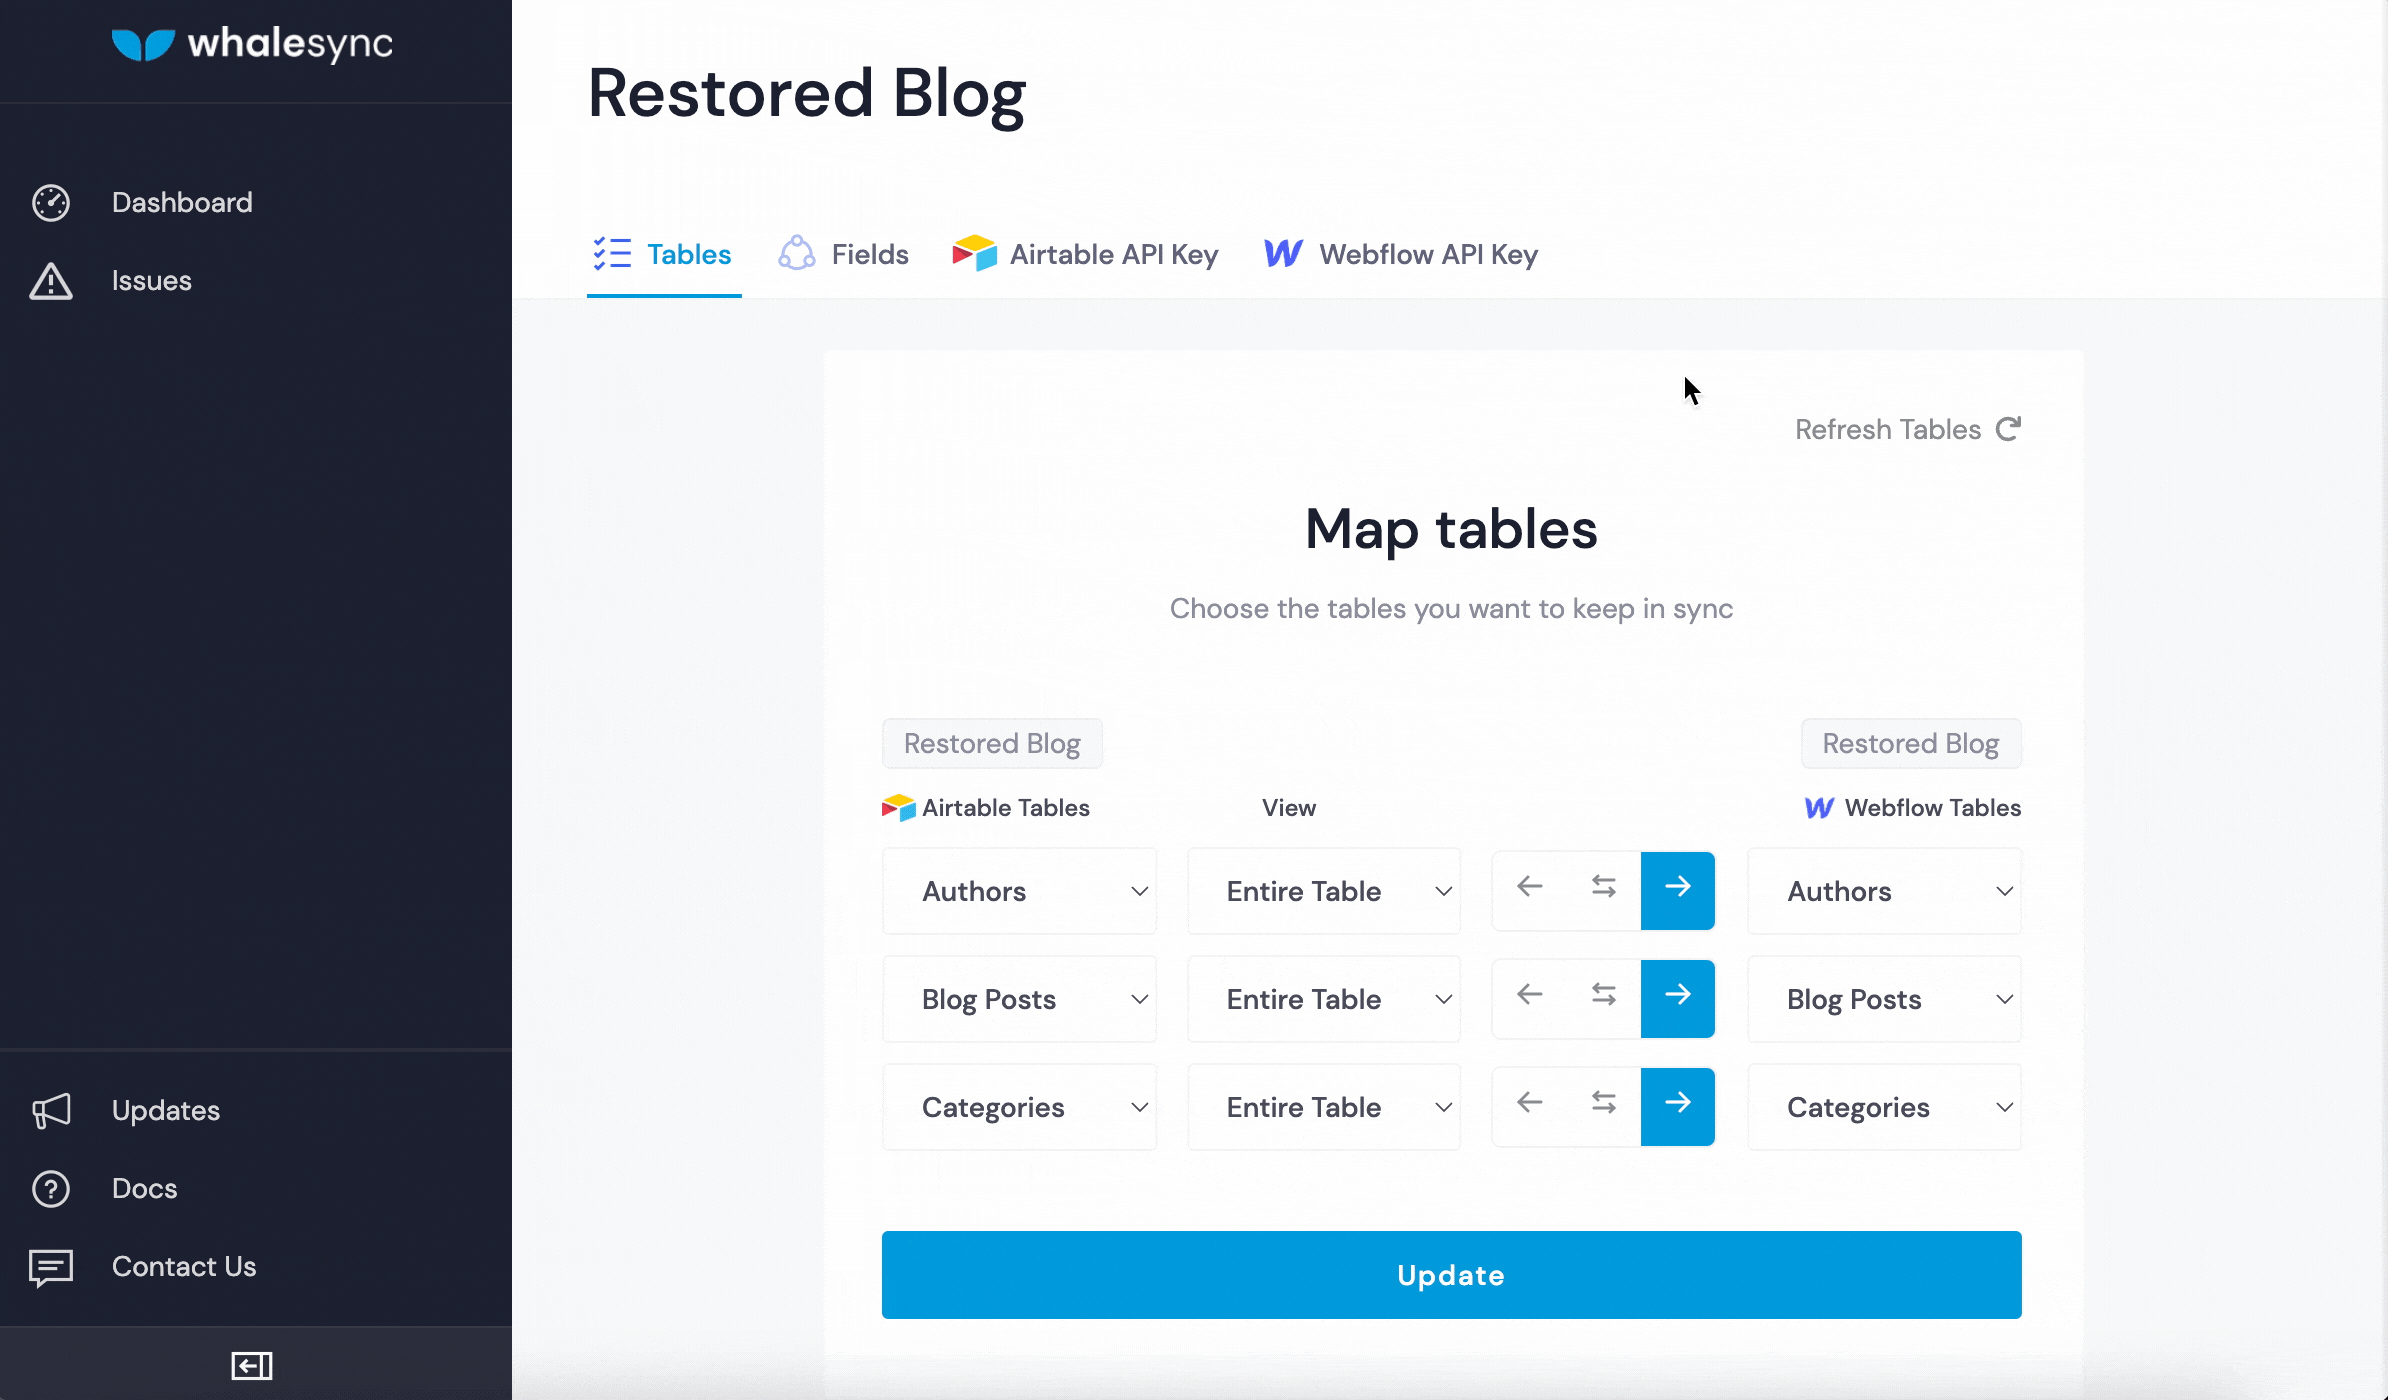 whalesync
Dashboard
Issues
Updates
Docs
Contact Us
Restored Blog
Tables Fields Airtable API Key Webflow API Key
Refresh Tables
Map tables
Choose the tables you want to keep in sync
Restored Blog Restored Blog
Airtable Tables View Webflow Tables
Authors Entire Table Authors
Blog Posts Entire Table Blog Posts
Categories Entire Table Categories
Update